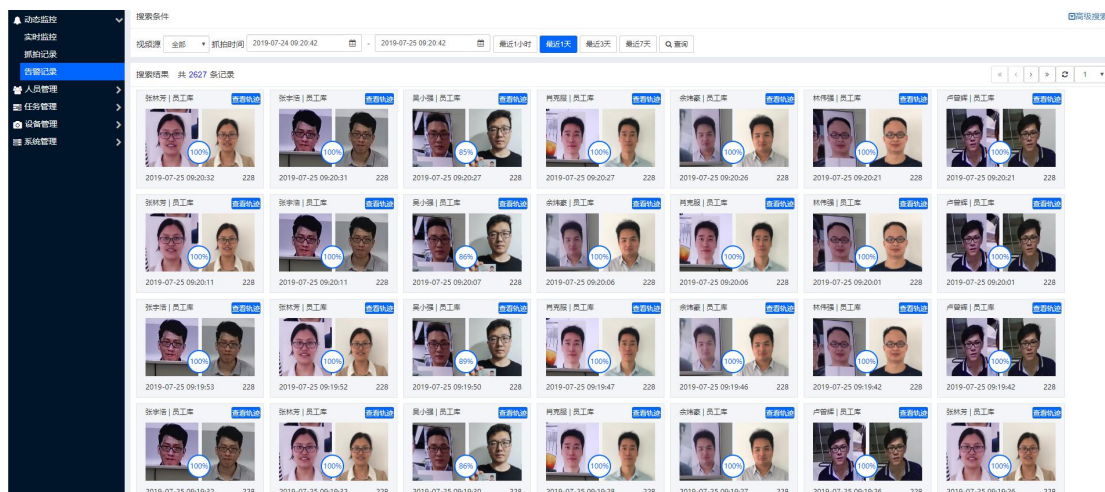 动态监控
实时监控
抓拍记录
告警记录
人员管理
任务管理
设备管理
系统管理
搜索条件
高级搜索
视频源 全部 抓拍时间 2019-07-24 09:20:42 - 2019-07-25 09:20:42 最近1小时 最近1天 最近3天 最近7天 查询
搜索结果 共 2627 条记录
« ‹ › » 1
张林芳 | 员工库 查看轨迹 张宇浩 | 员工库 查看轨迹 吴小强 | 员工库 查看轨迹 肖克服 | 员工库 查看轨迹 余炜豪 | 员工库 查看轨迹 林伟强 | 员工库 查看轨迹 卢曾辉 | 员工库 查看轨迹
100% 100% 85% 100% 100% 100% 100%
2019-07-25 09:20:32 228 2019-07-25 09:20:31 228 2019-07-25 09:20:27 228 2019-07-25 09:20:27 228 2019-07-25 09:20:26 228 2019-07-25 09:20:21 228 2019-07-25 09:20:21 228
张林芳 | 员工库 查看轨迹 张宇浩 | 员工库 查看轨迹 吴小强 | 员工库 查看轨迹 余炜豪 | 员工库 查看轨迹 肖克服 | 员工库 查看轨迹 林伟强 | 员工库 查看轨迹 卢曾辉 | 员工库 查看轨迹
100% 100% 86% 100% 100% 100% 100%
2019-07-25 09:20:11 228 2019-07-25 09:20:11 228 2019-07-25 09:20:07 228 2019-07-25 09:20:06 228 2019-07-25 09:20:06 228 2019-07-25 09:20:01 228 2019-07-25 09:20:01 228
张宇浩 | 员工库 查看轨迹 张林芳 | 员工库 查看轨迹 吴小强 | 员工库 查看轨迹 肖克服 | 员工库 查看轨迹 余炜豪 | 员工库 查看轨迹 林伟强 | 员工库 查看轨迹 卢曾辉 | 员工库 查看轨迹
100% 100% 89% 100% 100% 100% 100%
2019-07-25 09:19:53 228 2019-07-25 09:19:52 228 2019-07-25 09:19:50 228 2019-07-25 09:19:47 228 2019-07-25 09:19:46 228 2019-07-25 09:19:42 228 2019-07-25 09:19:42 228
张宇浩 | 员工库 查看轨迹 张林芳 | 员工库 查看轨迹 吴小强 | 员工库 查看轨迹 肖克服 | 员工库 查看轨迹 余炜豪 | 员工库 查看轨迹 卢曾辉 | 员工库 查看轨迹 张林芳 | 员工库 查看轨迹
100% 100% 86% 100% 100% 100% 100%